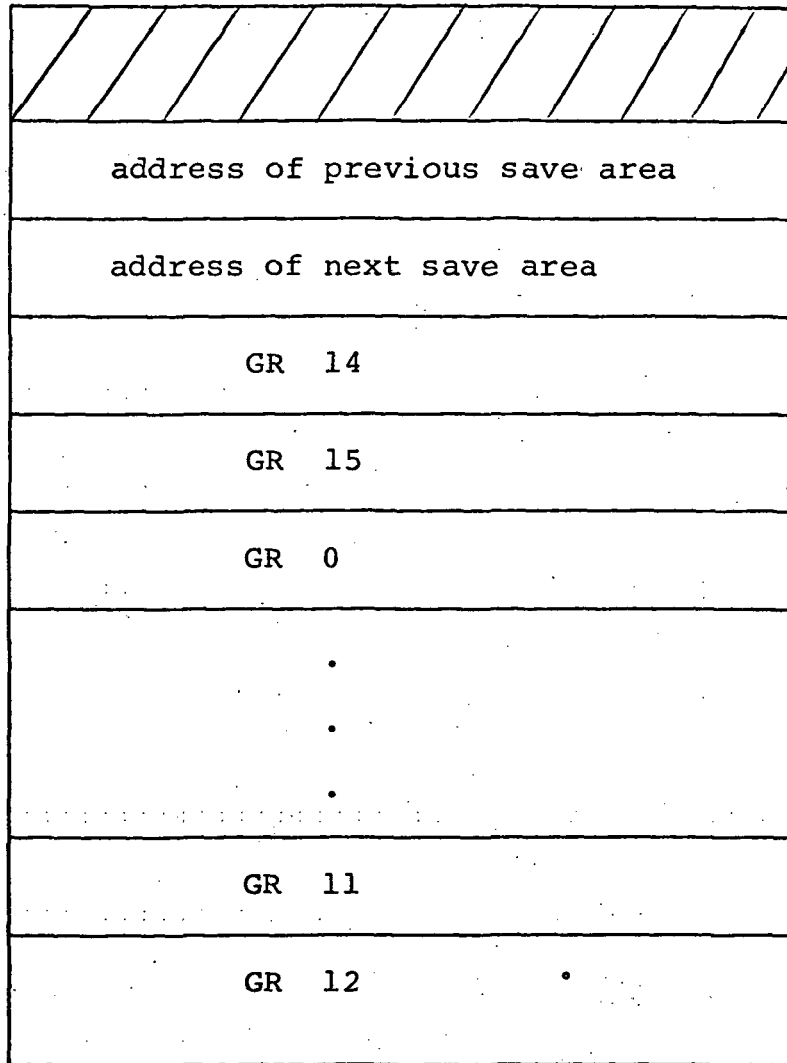 address of previous save area
address of next save area
GR 14
GR 15
GR 0
.
.
.
GR 11
GR 12